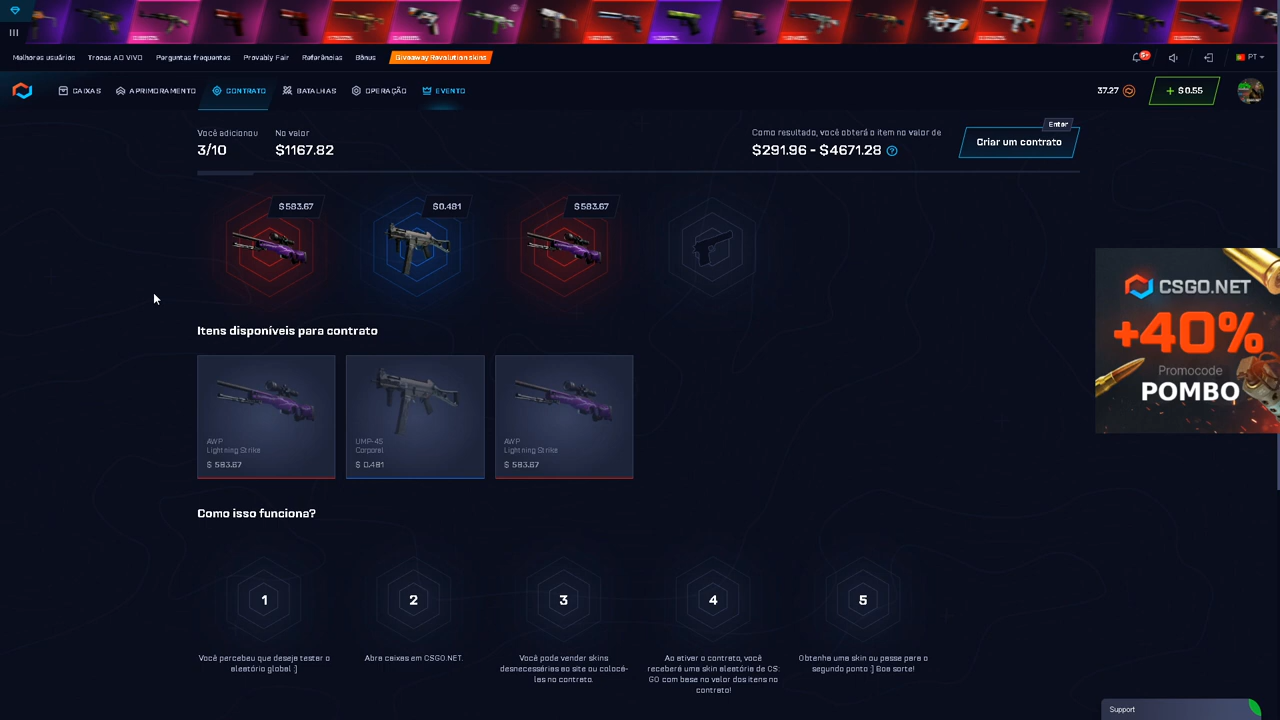 Melhores usuários Trocas AO VIVO Perguntas frequentes Provably Fair Referências Bônus Giveaway Revolution skins
9+ PT
CAIXAS APRIMORAMENTO CONTRATO BATALHAS OPERAÇÃO EVENTO 37.27 + $ 0.55
Você adicionou No valor Como resultado, você obterá o item no valor de Enter
3/10 $1167.82 $291.96 - $4671.28 ? Criar um contrato
$ 583.67 $ 0.481 $ 583.67
Itens disponíveis para contrato
AWP UMP-45 AWP
Lightning Strike Corporal Lightning Strike
$ 583.67 $ 0.481 $ 583.67
CSGO.NET
+40%
Promocode
POMBO
Como isso funciona?
1 2 3 4 5
Você percebeu que deseja testar o
aleatório global :)
Abra caixas em CSGO.NET.
Você pode vender skins
desnecessárias ao site ou colocá-
las no contrato.
Ao ativar o contrato, você
receberá uma skin aleatória de CS:
GO com base no valor dos itens no
contrato!
Obtenha uma skin ou passe para o
segundo ponto :] Boa sorte!
Support